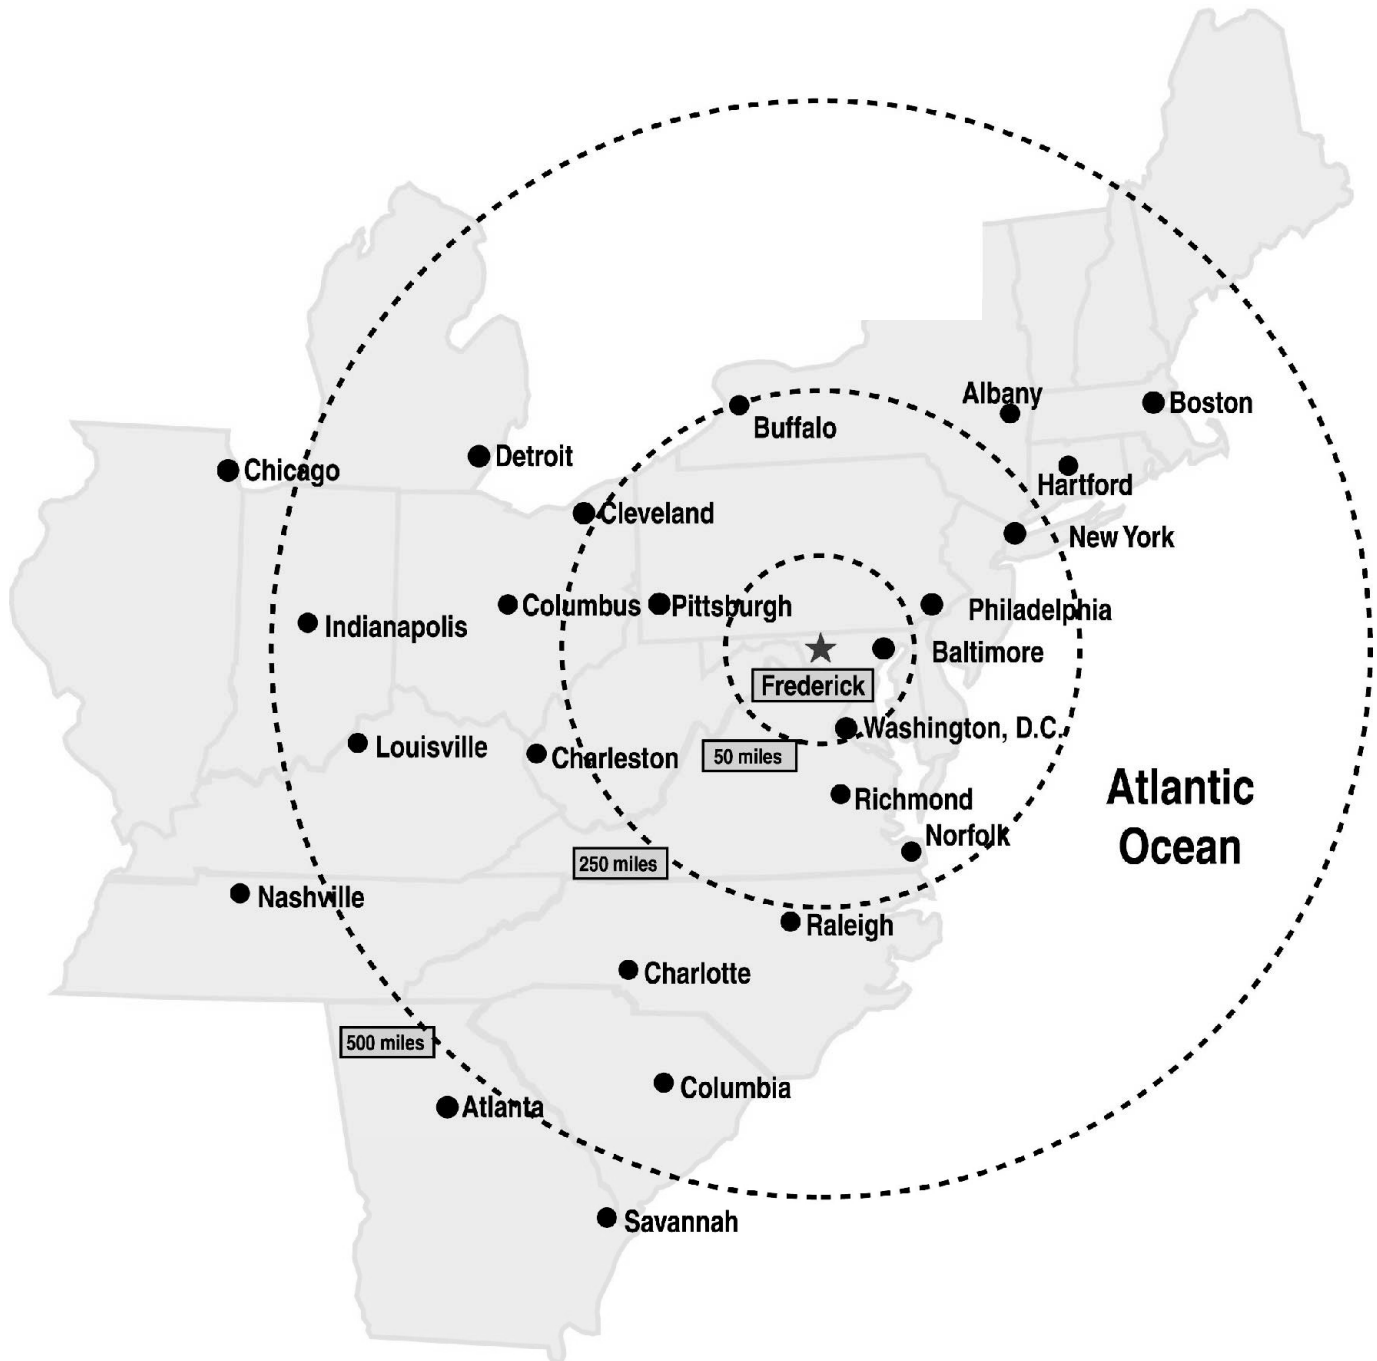 Albany
Boston
Buffalo
Detroit
Chicago
Hartford
Cleveland
New York
Columbus
Pittsburgh
Philadelphia
Indianapolis
Baltimore
Frederick
Washington, D.C.
Louisville
Charleston
50 miles
Atlantic
Ocean
Richmond
Norfolk
250 miles
Nashville
Raleigh
Charlotte
500 miles
Columbia
Atlanta
Savannah